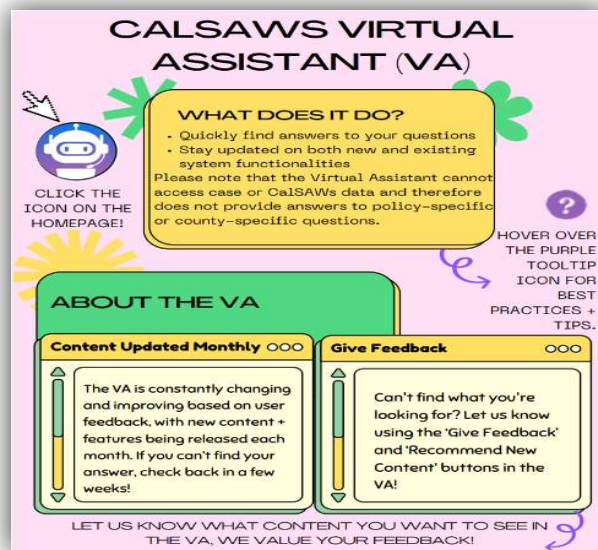 CALSAWS VIRTUAL
ASSISTANT (VA)
WHAT DOES IT DO?
• Quickly find answers to your questions
• Stay updated on both new and existing
system functionalities
Please note that the Virtual Assistant cannot
access case or CalSAWs data and therefore
does not provide answers to policy-specific
or county-specific questions.
CLICK THE
ICON ON THE
HOMEPAGE!
?
HOVER OVER
THE PURPLE
TOOLTIP
ICON FOR
BEST
PRACTICES +
TIPS.
ABOUT THE VA
Content Updated Monthly
The VA is constantly changing
and improving based on user
feedback, with new content +
features being released each
month. If you can't find your
answer, check back in a few
weeks!
Give Feedback
Can't find what you're
looking for? Let us know
using the 'Give Feedback'
and 'Recommend New
Content' buttons in the
VA!
LET US KNOW WHAT CONTENT YOU WANT TO SEE IN
THE VA, WE VALUE YOUR FEEDBACK!